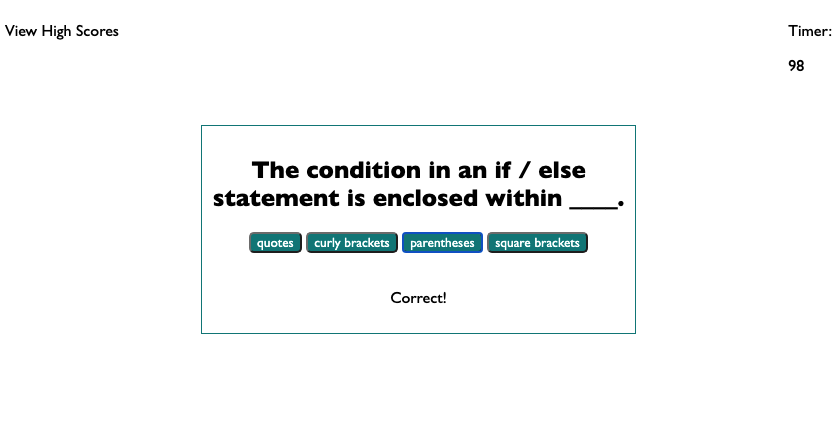 View High Scores
Timer:
98
The condition in an if / else
statement is enclosed within ____.
quotes curly brackets parentheses square brackets
Correct!